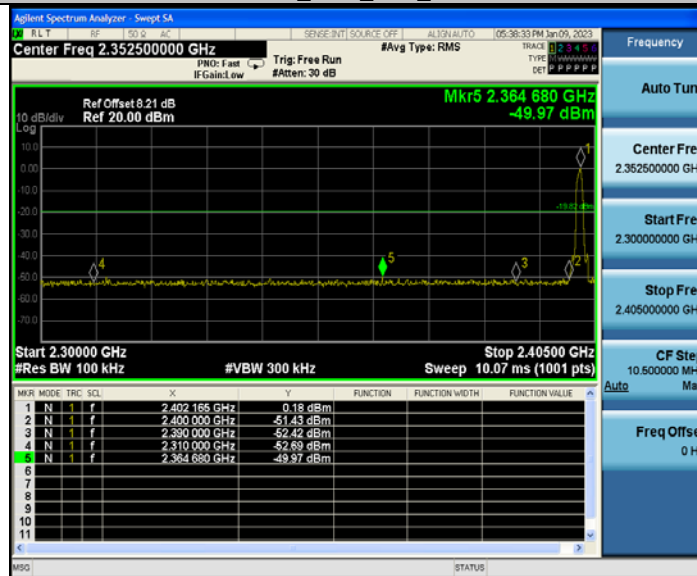 Agilent Spectrum Analyzer - Swept SA
RLT RF 50 Ω AC SENSE:INT SOURCE OFF ALIGN AUTO 05:38:33 PM Jan 09, 2023
Center Freq 2.352500000 GHz #Avg Type: RMS TRACE 1 2 3 4 5 6
PNO: Fast Trig: Free Run TYPE M WWWWW
IFGain:Low #Atten: 30 dB DET P P P P P P
Ref Offset 8.21 dB Mkr5 2.364 680 GHz
10 dB/div Ref 20.00 dBm -49.97 dBm
Log
10.0
0.00
-10.0
-20.0
-30.0
-40.0
-50.0
-60.0
-70.0
-19.82 dBm
1
2
3
4
5
Start 2.30000 GHz Stop 2.40500 GHz
#Res BW 100 kHz #VBW 300 kHz Sweep 10.07 ms (1001 pts)
MKR MODE TRC SCL X Y FUNCTION FUNCTION WIDTH FUNCTION VALUE
1 N 1 f 2.402 165 GHz 0.18 dBm
2 N 1 f 2.400 000 GHz -51.43 dBm
3 N 1 f 2.390 000 GHz -52.42 dBm
4 N 1 f 2.310 000 GHz -52.69 dBm
5 N 1 f 2.364 680 GHz -49.97 dBm
6
7
8
9
10
11
MSG STATUS
Frequency
Auto Tun
Center Fre
2.352500000 GH
Start Fre
2.300000000 GH
Stop Fre
2.405000000 GH
CF Ste
10.500000 MH
Auto Ma
Freq Offse
0 H